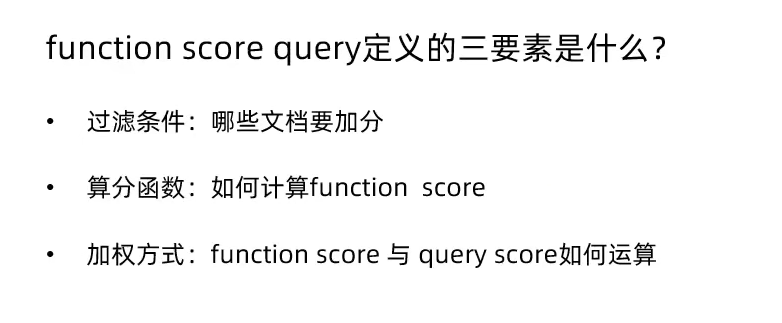 function score query定义的三要素是什么？
• 过滤条件：哪些文档要加分
• 算分函数：如何计算function score
• 加权方式：function score 与 query score如何运算